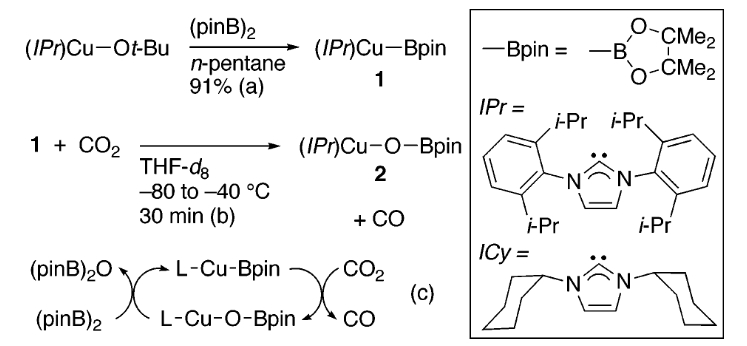 (IPr)Cu–Ot-Bu (pinB)₂ (IPr)Cu–Bpin
n-pentane
91% (a) 1
1 + CO₂ (IPr)Cu–O–Bpin
THF-d₈ 2
–80 to –40 °C
30 min (b) + CO
(pinB)₂O L-Cu-Bpin CO₂
(c)
(pinB)₂ L-Cu-O-Bpin CO
—Bpin = B O O CMe₂ CMe₂
IPr =
i-Pr i-Pr
N N
i-Pr i-Pr
ICy =
N N